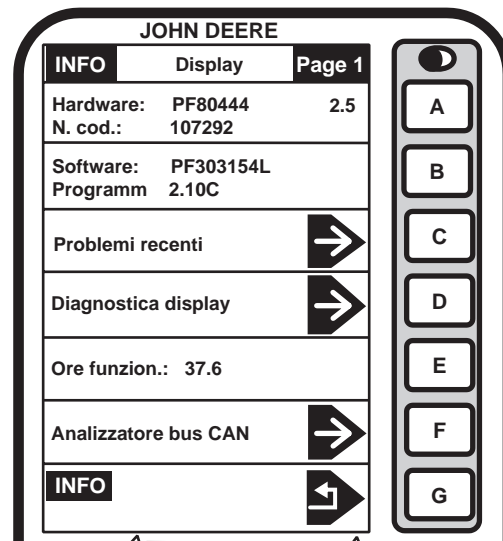 JOHN DEERE
INFO Display Page 1
Hardware: PF80444 2.5
N. cod.: 107292
Software: PF303154L
Programm 2.10C
Problemi recenti
Diagnostica display
Ore funzion.: 37.6
Analizzatore bus CAN
INFO
A
B
C
D
E
F
G